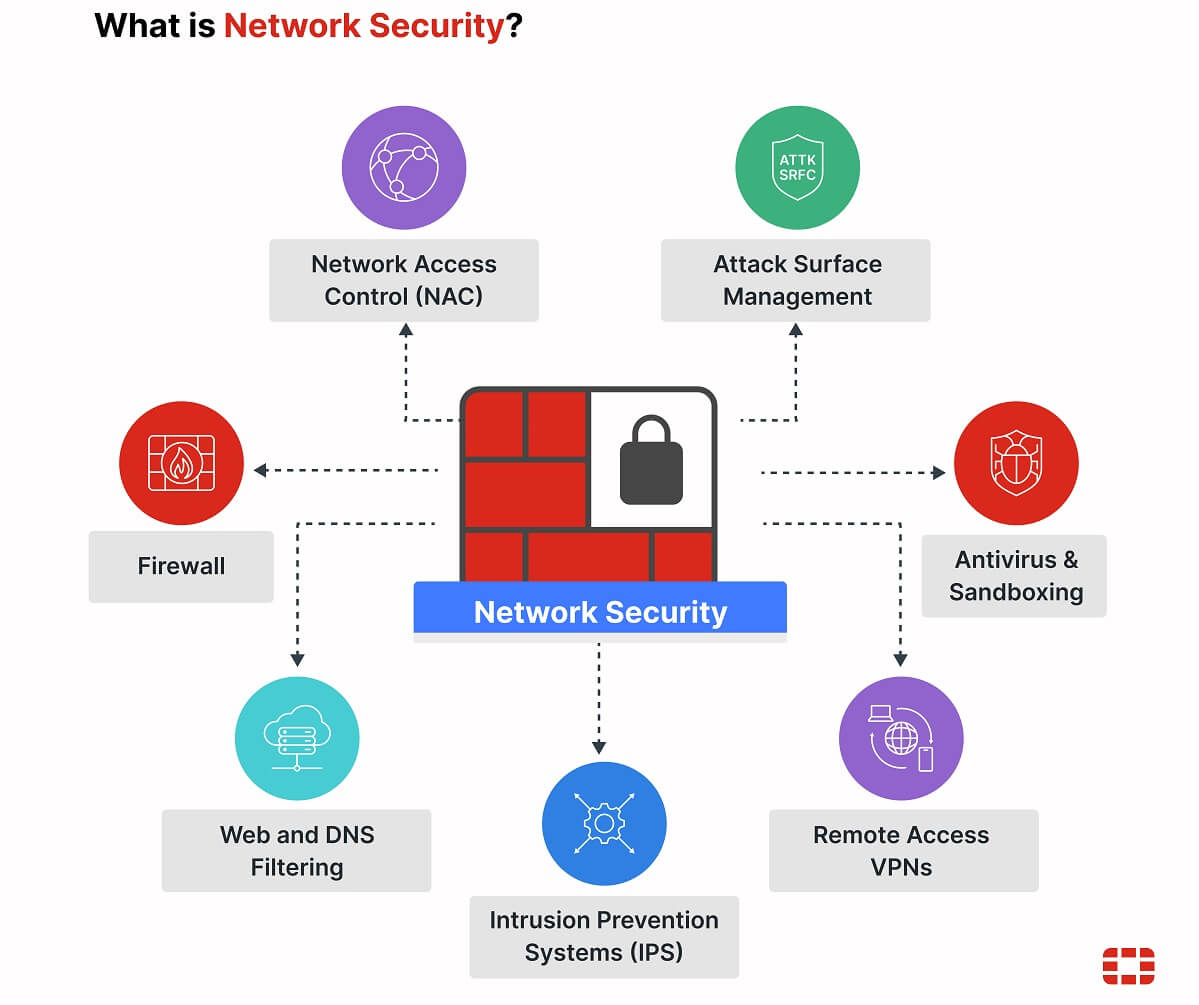 What is Network Security?
ATTK
SRFC
Network Access
Control (NAC)
Attack Surface
Management
Firewall
Antivirus &
Sandboxing
Network Security
Web and DNS
Filtering
Remote Access
VPNs
Intrusion Prevention
Systems (IPS)